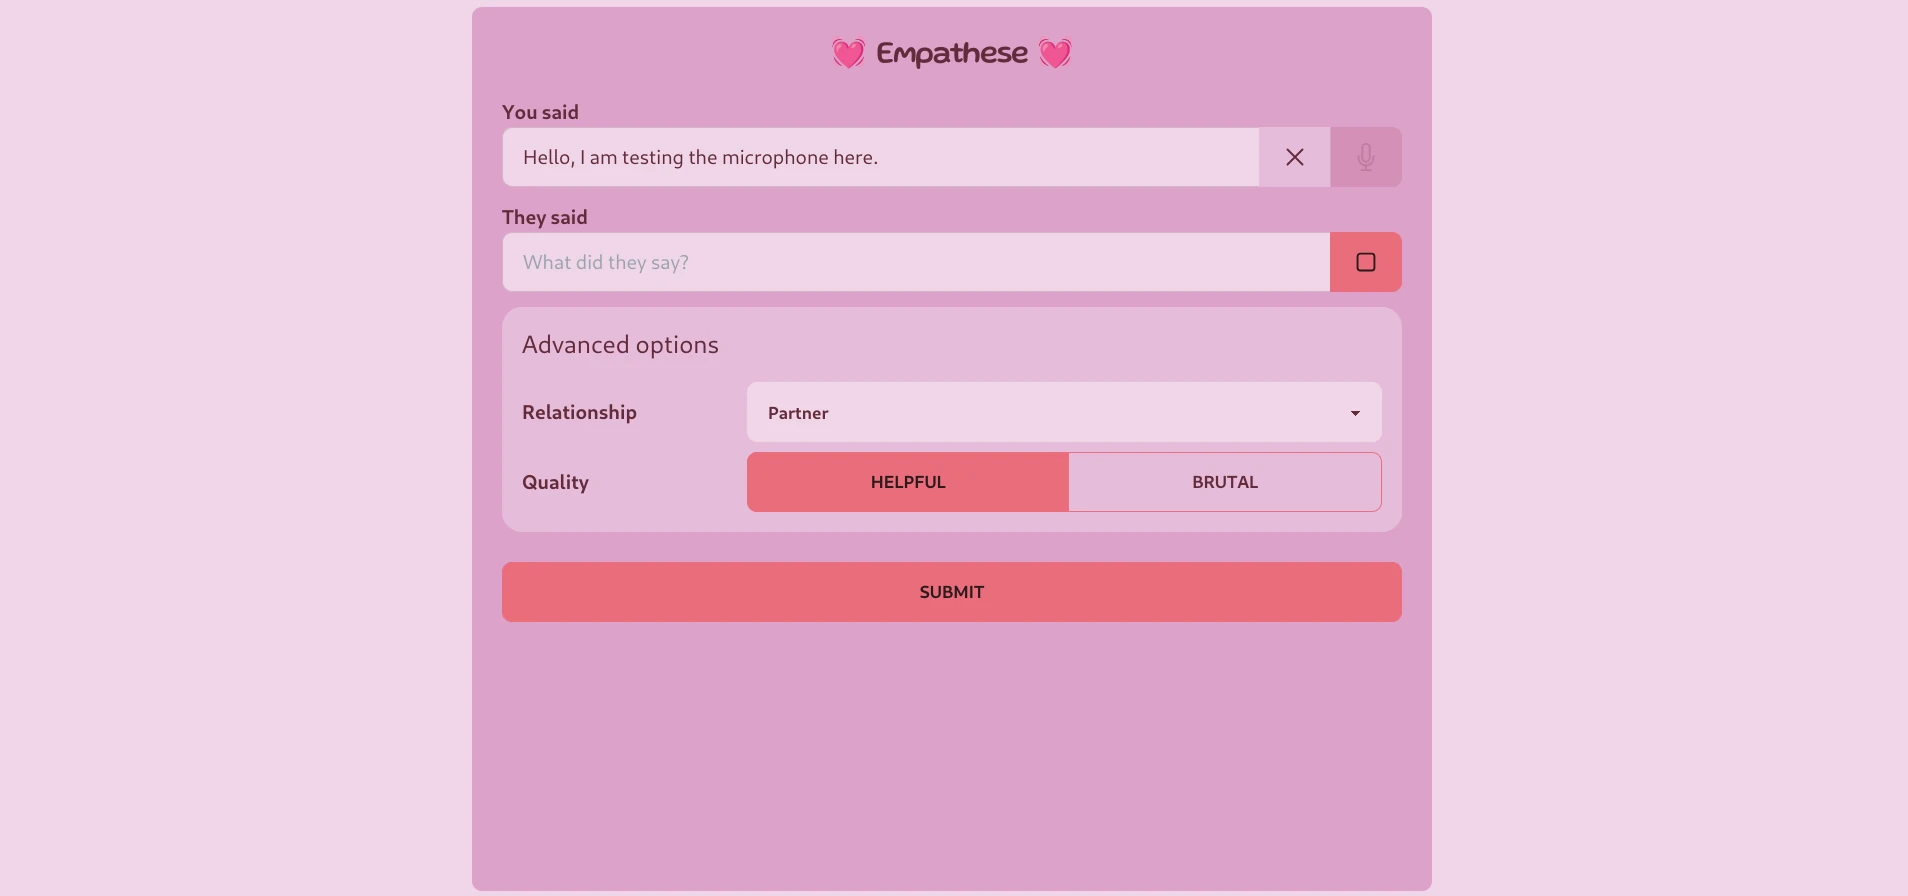 Empathese
You said
Hello, I am testing the microphone here.
They said
What did they say?
Advanced options
Relationship
Partner
Quality
HELPFUL
BRUTAL
SUBMIT